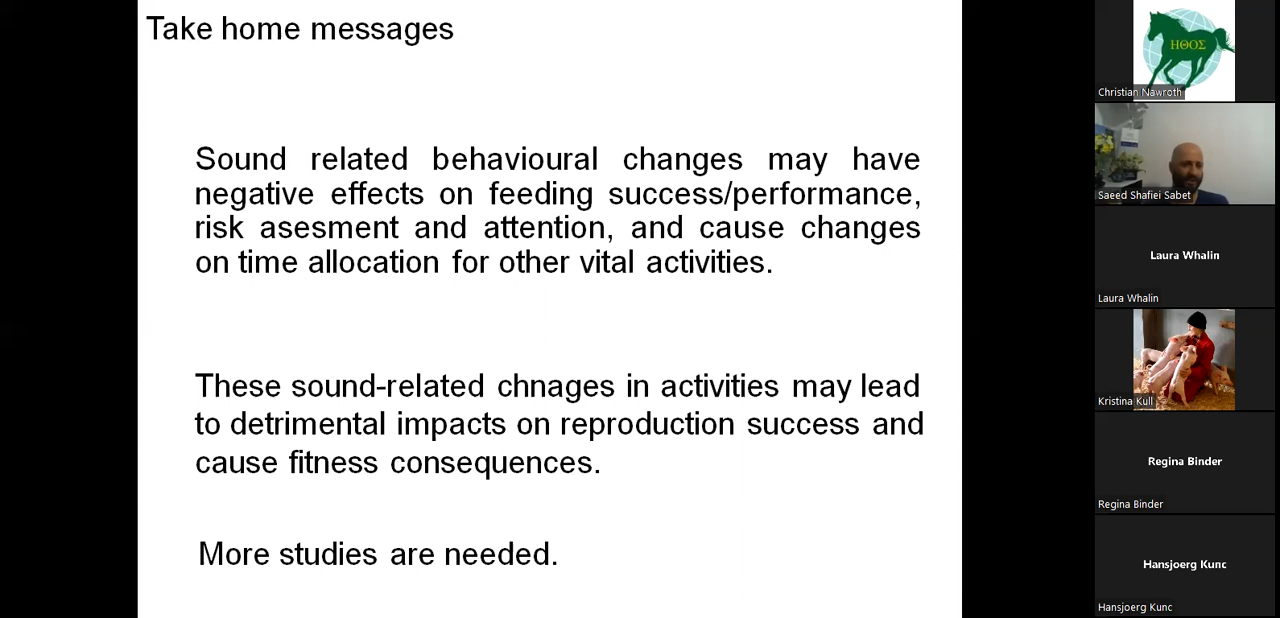 Take home messages
Sound related behavioural changes may have
negative effects on feeding success/performance,
risk asesment and attention, and cause changes
on time allocation for other vital activities.
These sound-related chnages in activities may lead
to detrimental impacts on reproduction success and
cause fitness consequences.
More studies are needed.
ΗΘΟΣ
Christian Nawroth
Saeed Shafiei Sabet
Laura Whalin
Laura Whalin
Kristina Kull
Regina Binder
Regina Binder
Hansjoerg Kunc
Hansjoerg Kunc